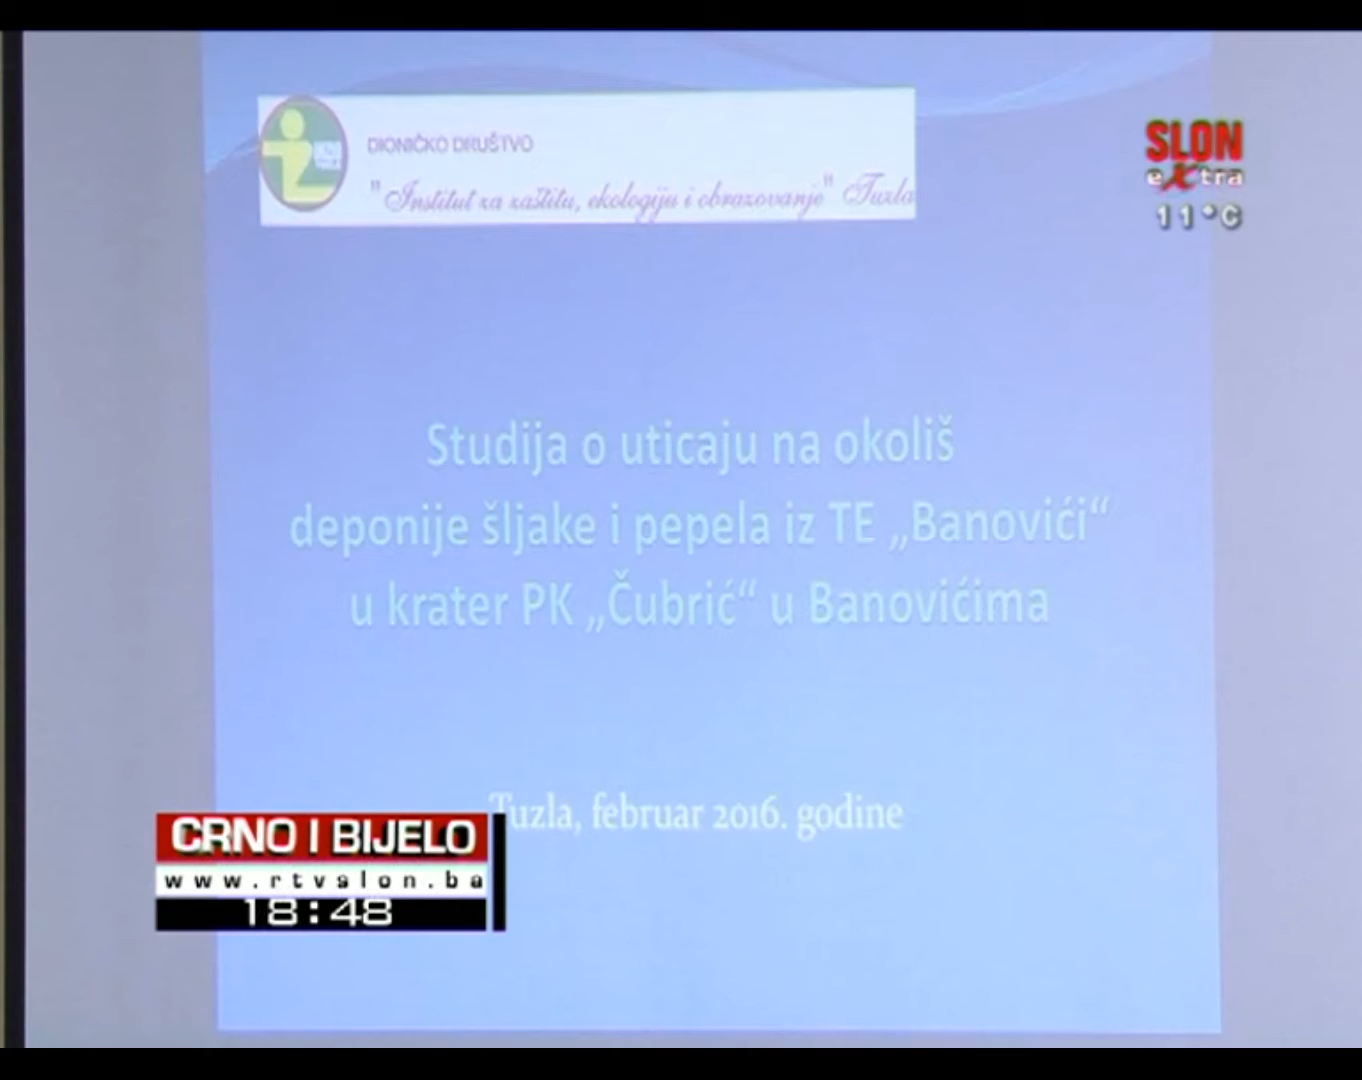 DIONIČKO DRUŠTVO
"Institut za zaštitu, ekologiju i obrazovanje" Tuzla
SLON
extra
11°C
Studija o uticaju na okoliš
deponije šljake i pepela iz TE „Banovići“
u krater PK „Čubrić“ u Banovićima
Tuzla, februar 2016. godine
CRNO I BIJELO
www.rtvslon.ba
18:48